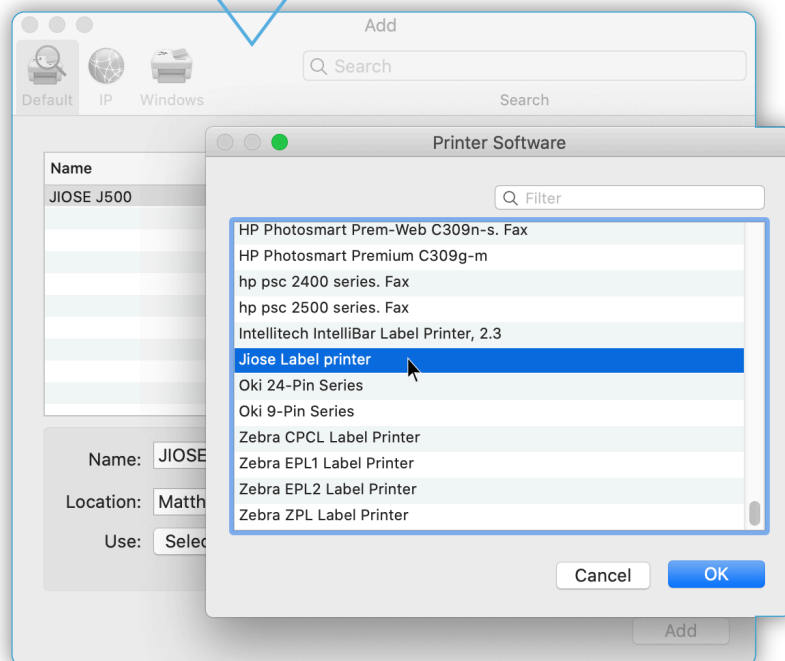 Add
Search
Default IP Windows
Search
Printer Software
Name
Filter
JIOSE J500
HP Photosmart Prem-Web C309n-s. Fax
HP Photosmart Premium C309g-m
hp psc 2400 series. Fax
hp psc 2500 series. Fax
Intellitech IntelliBar Label Printer, 2.3
Jiose Label printer
Oki 24-Pin Series
Oki 9-Pin Series
Zebra CPCL Label Printer
Zebra EPL1 Label Printer
Zebra EPL2 Label Printer
Zebra ZPL Label Printer
Name: JIOSE
Location: Matth
Use: Selec
Cancel OK
Add